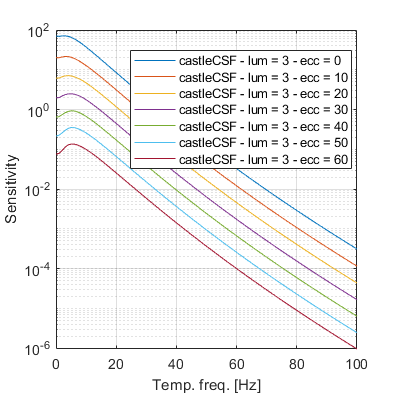 10^2
10^0
10^-2
10^-4
10^-6
Sensitivity
castleCSF - lum = 3 - ecc = 0
castleCSF - lum = 3 - ecc = 10
castleCSF - lum = 3 - ecc = 20
castleCSF - lum = 3 - ecc = 30
castleCSF - lum = 3 - ecc = 40
castleCSF - lum = 3 - ecc = 50
castleCSF - lum = 3 - ecc = 60
0 20 40 60 80 100
Temp. freq. [Hz]